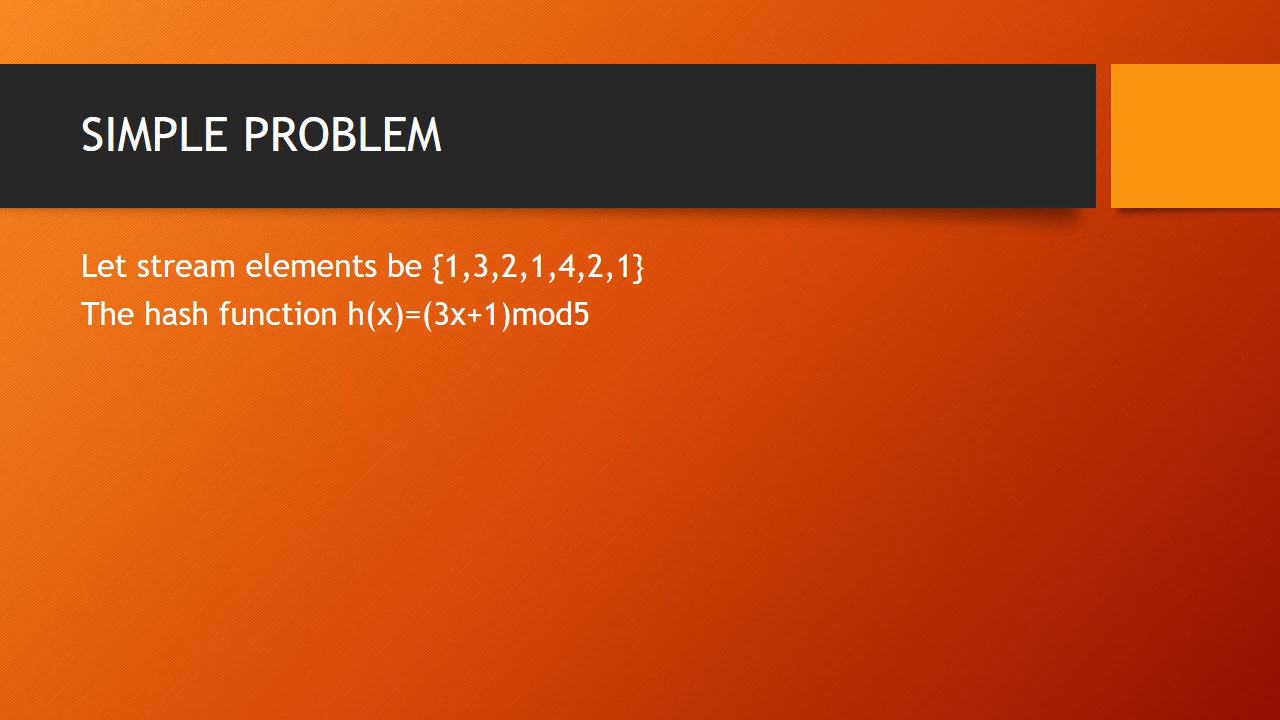 SIMPLE PROBLEM
Let stream elements be {1,3,2,1,4,2,1}
The hash function h(x)=(3x+1)mod5